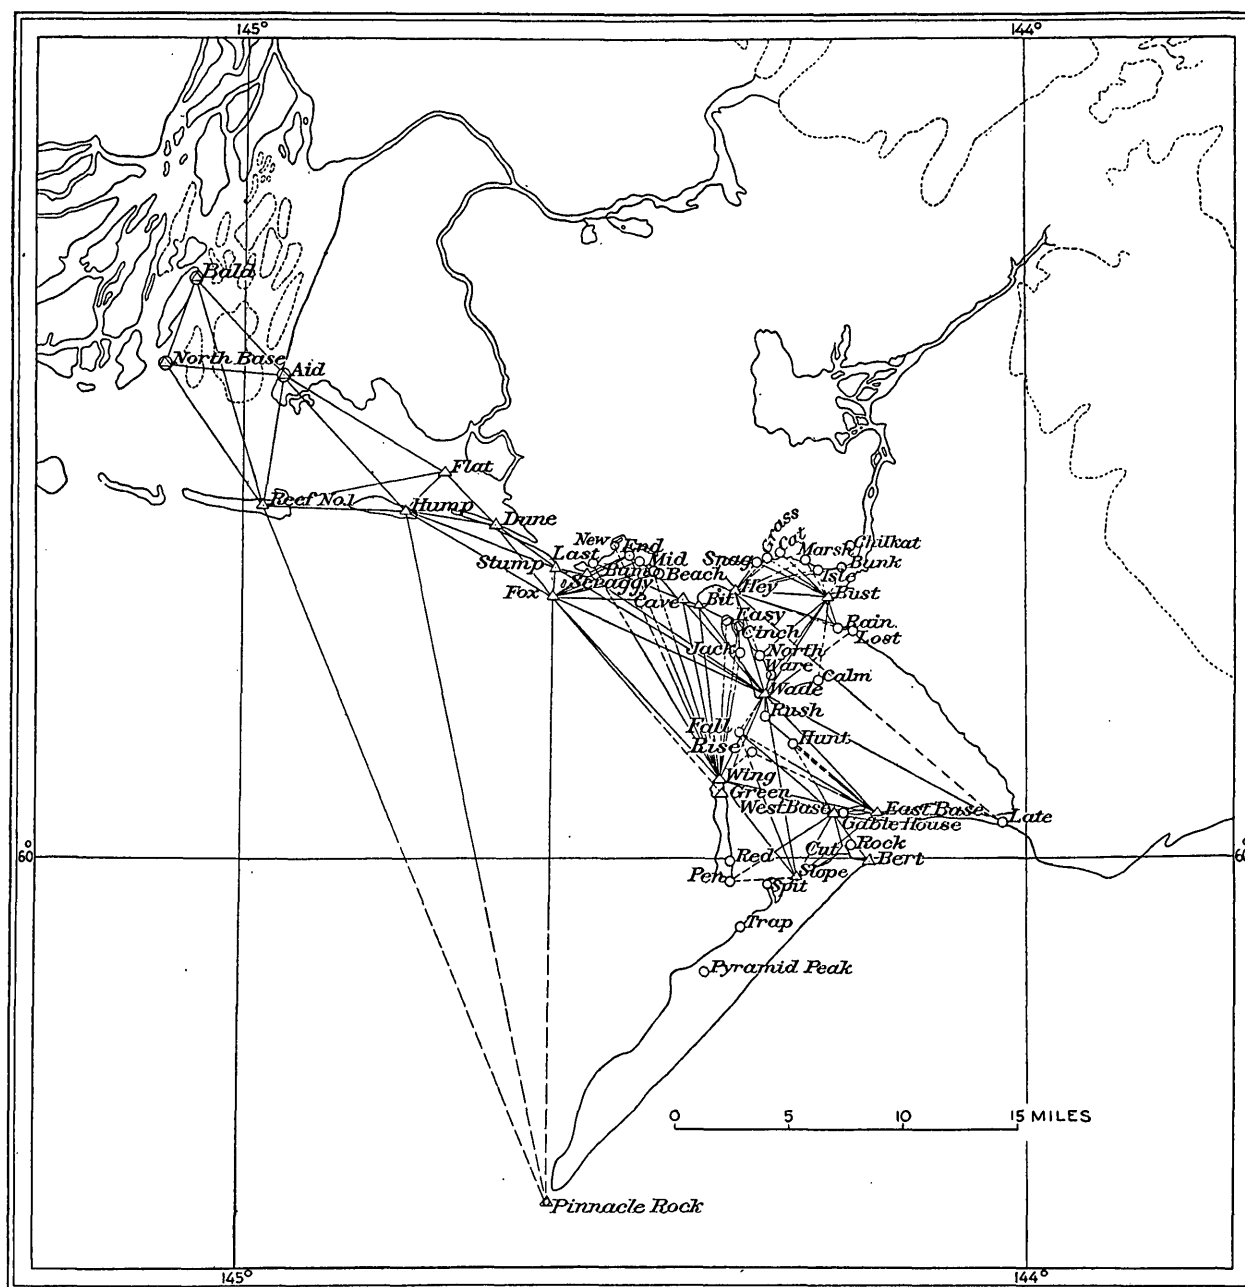 145°
144°
Bald
North Base
Aid
Flat
Reef No.1
Hump
Dune
Grass
Cox
New
End
Last
Mid
Snag
Marsh
Chilkat
Stump
Bump
Beach
Isle
Bunk
Scraggy
Fox
Cave
Bit
Hey
Bust
Easy
Cinch
Rain
Lost
Jack
North
Ware
Calm
Wade
Rush
Fall
Hunt
Rise
Wing
Green
West Base
East Base
Late
Gable House
Cut
Rock
60°
Red
Bert
60°
Pen
Slope
Spit
Trap
Pyramid Peak
0 5 10 15 MILES
Pinnacle Rock
145°
144°